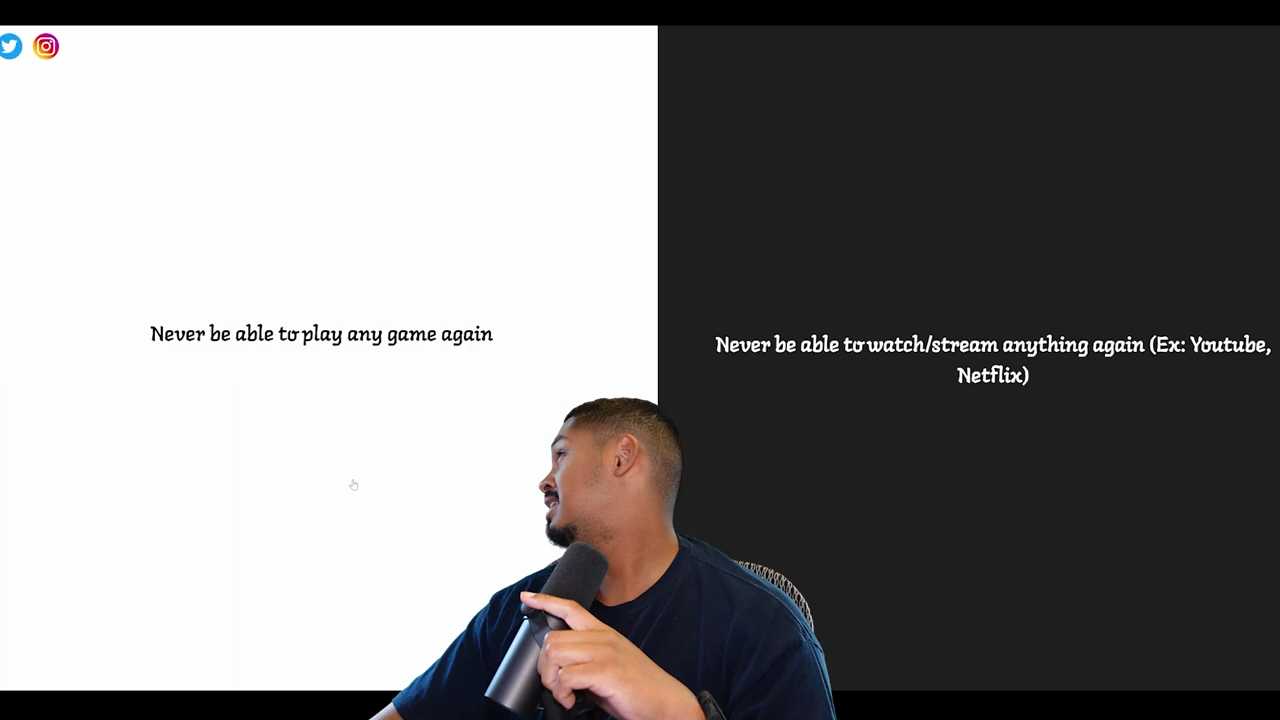 Never be able to play any game again
Never be able to watch/stream anything again (Ex: Youtube,
Netflix)